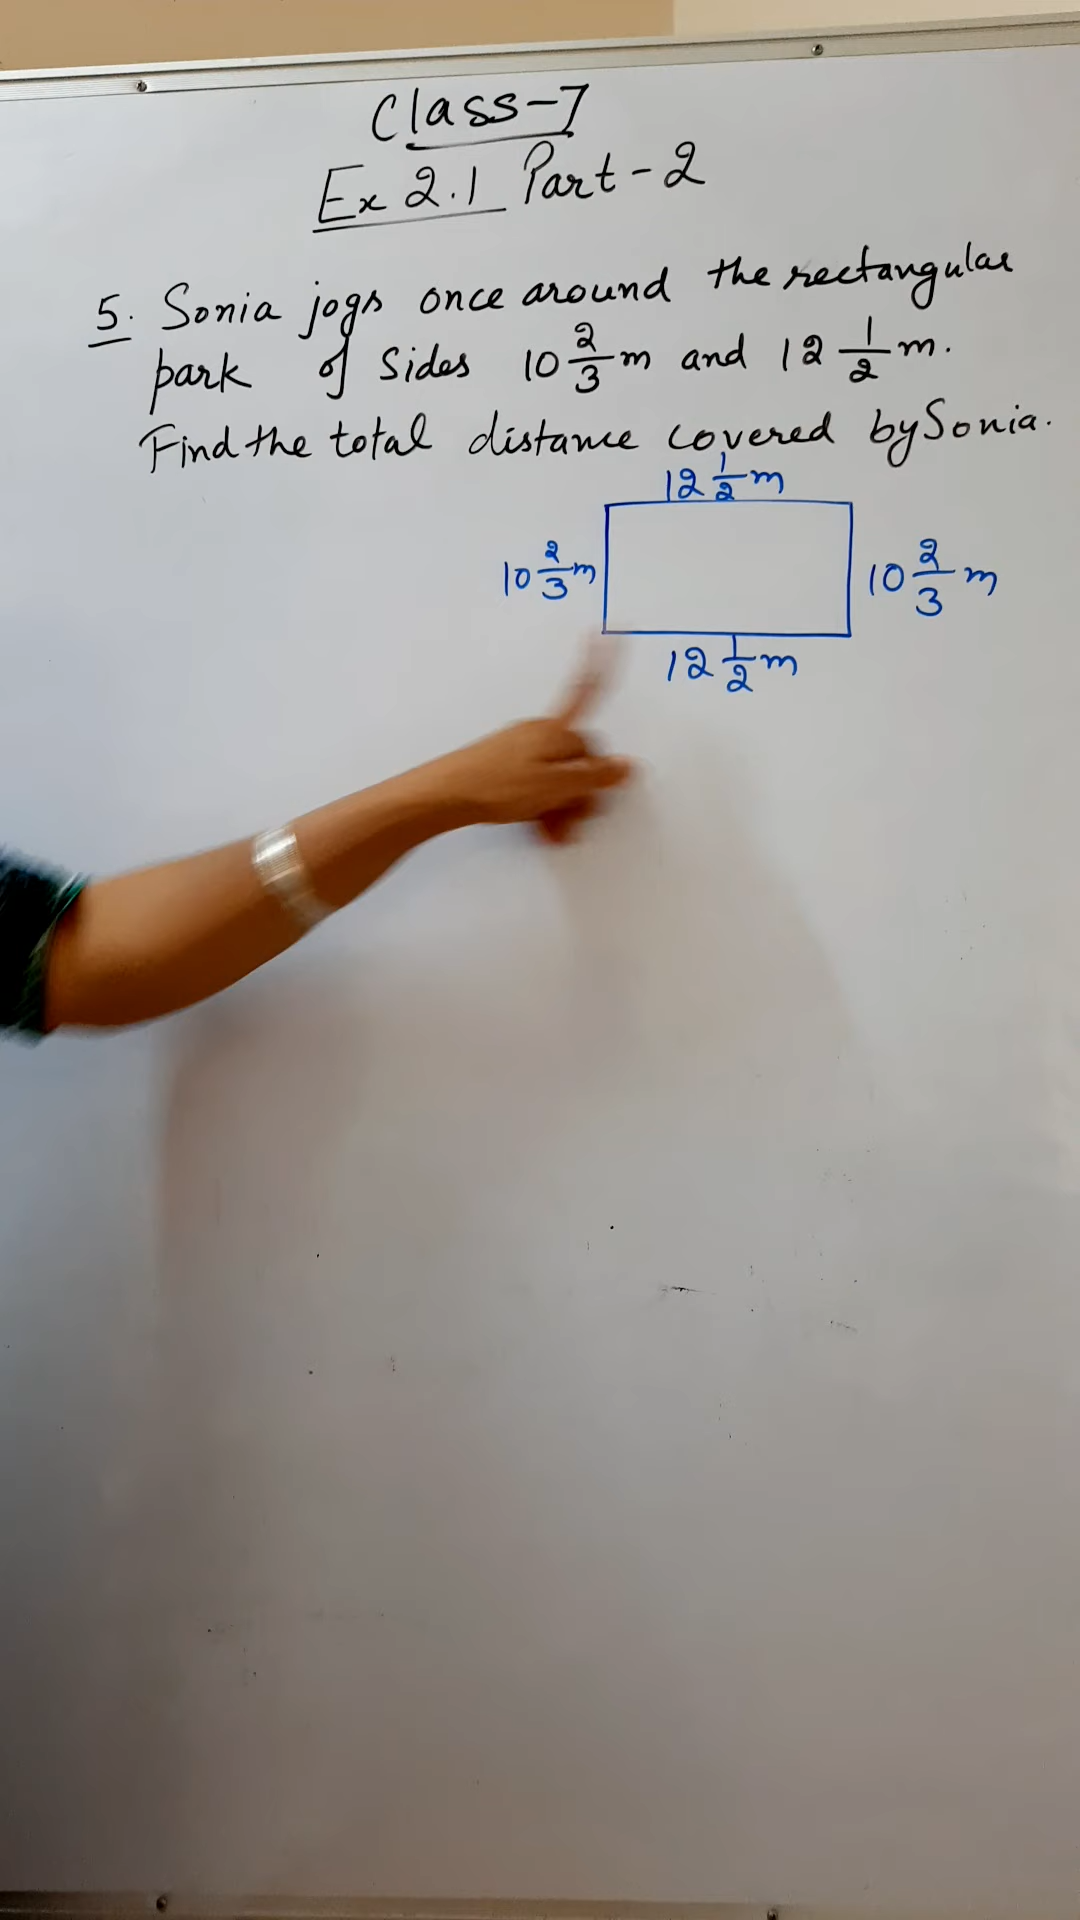 Class-7
Ex 2.1 Part-2
5. Sonia jogs once around the rectangular
park of Sides 10 2/3 m and 12 1/2 m.
Find the total distance covered by Sonia.
12 1/2 m
10 2/3 m
10 2/3 m
12 1/2 m